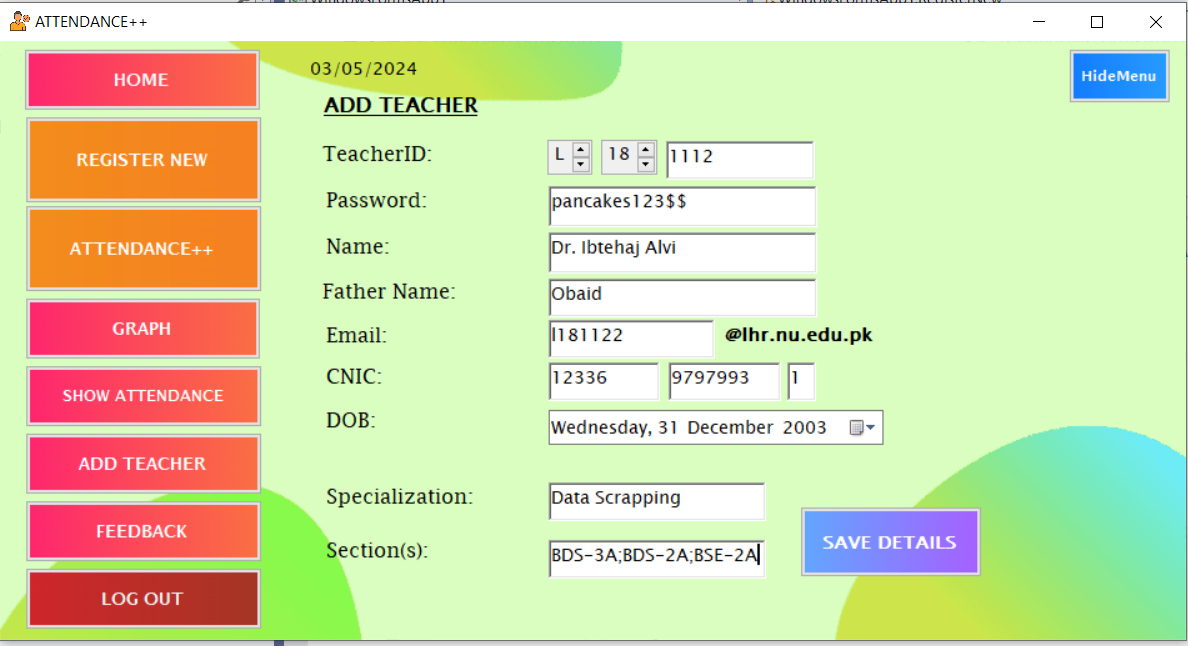 ATTENDANCE++
HOME
REGISTER NEW
ATTENDANCE++
GRAPH
SHOW ATTENDANCE
ADD TEACHER
FEEDBACK
LOG OUT
03/05/2024
HideMenu
ADD TEACHER
TeacherID: L 18 1112
Password: pancakes123$$
Name: Dr. Ibtehaj Alvi
Father Name: Obaid
Email: l181122 @lhr.nu.edu.pk
CNIC: 12336 9797993 1
DOB: Wednesday, 31 December 2003
Specialization: Data Scrapping
Section(s): BDS-3A;BDS-2A;BSE-2A
SAVE DETAILS